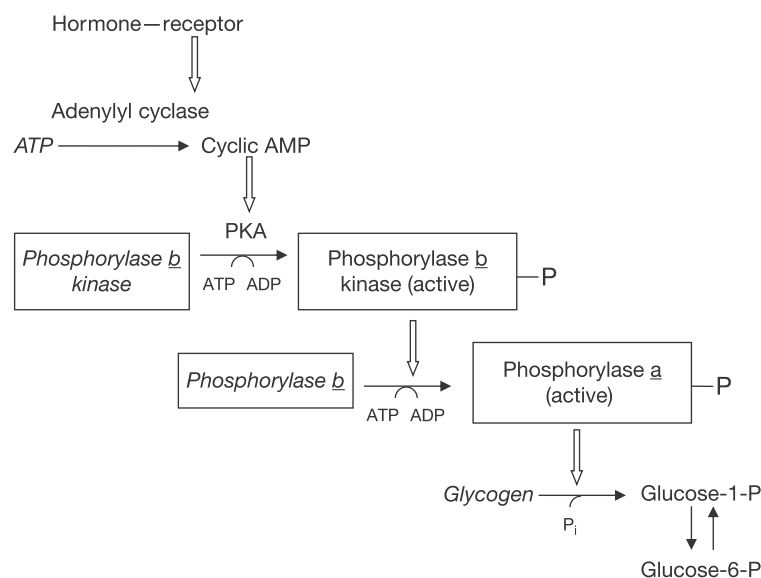 Hormone—receptor
Adenylyl cyclase
ATP
Cyclic AMP
PKA
Phosphorylase b
kinase
ATP ADP
Phosphorylase b
kinase (active)
P
Phosphorylase b
ATP ADP
Phosphorylase a
(active)
P
Glycogen
Pi
Glucose-1-P
Glucose-6-P